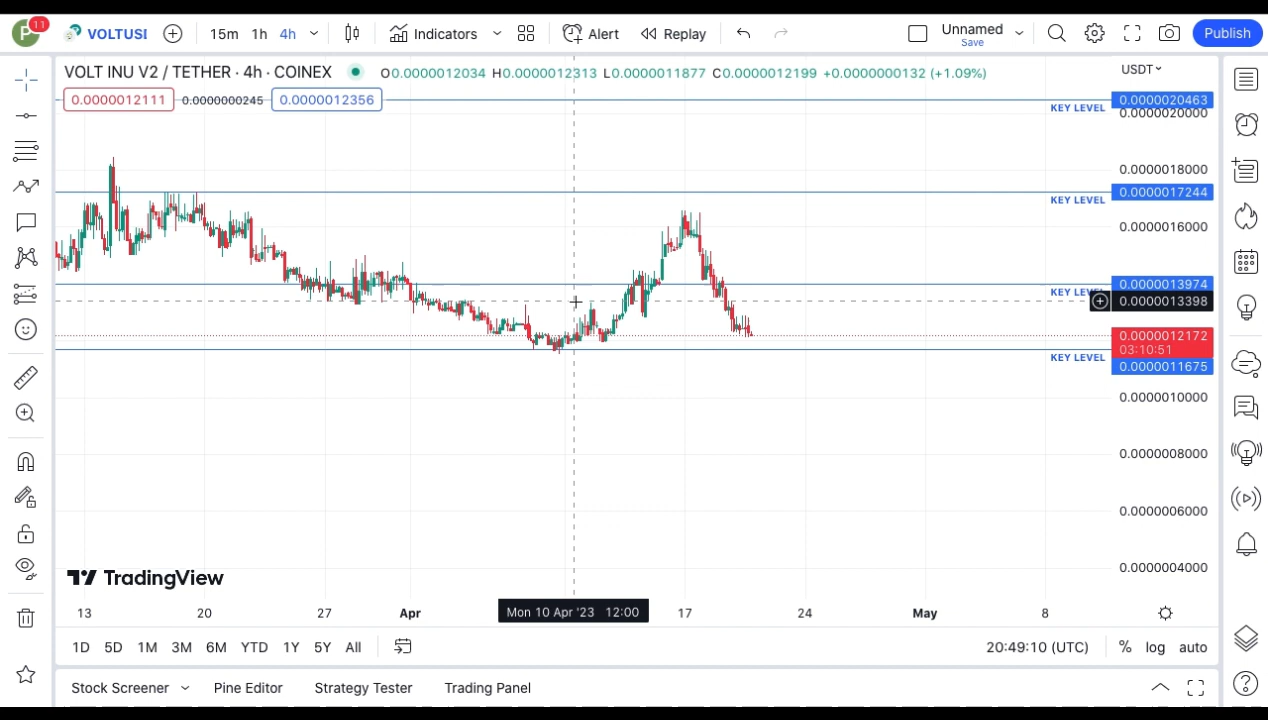 P 11 VOLTUSI 15m 1h 4h Indicators Alert Replay Unnamed Save Publish
VOLT INU V2 / TETHER · 4h · COINEX O0.0000012034 H0.0000012313 L0.0000011877 C0.0000012199 +0.0000000132 (+1.09%) USDT
0.0000012111 0.0000000245 0.0000012356
0.0000020463
KEY LEVEL
0.0000020000
0.0000018000
0.0000017244
KEY LEVEL
0.0000016000
0.0000013974
KEY LEVEL
0.0000013398
0.0000012172
03:10:51
KEY LEVEL
0.0000011675
0.0000010000
0.0000008000
0.0000006000
0.0000004000
TradingView
13 20 27 Apr Mon 10 Apr '23 12:00 17 24 May 8
1D 5D 1M 3M 6M YTD 1Y 5Y All 20:49:10 (UTC) % log auto
Stock Screener Pine Editor Strategy Tester Trading Panel